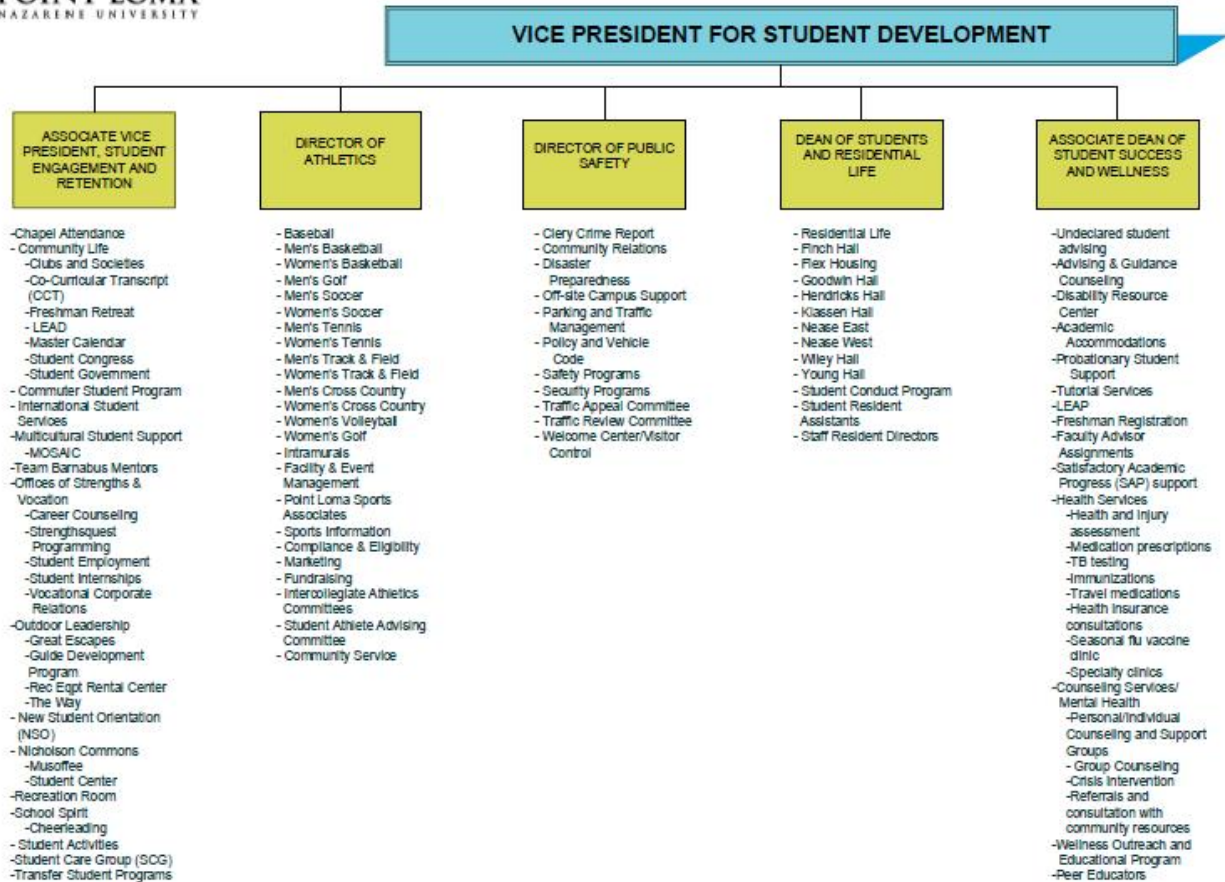 POINT LOMA
NAZARENE UNIVERSITY
VICE PRESIDENT FOR STUDENT DEVELOPMENT
ASSOCIATE VICE
PRESIDENT, STUDENT
ENGAGEMENT AND
RETENTION
-Chapel Attendance
- Community Life
-Clubs and Societies
-Co-Curricular Transcript
(CCT)
-Freshman Retreat
- LEAD
-Master Calendar
-Student Congress
-Student Government
- Commuter Student Program
- International Student
Services
-Multicultural Student Support
-MOSAIC
-Team Barnabus Mentors
-Offices of Strengths &
Vocation
-Career Counseling
-Strengthsquest
Programming
-Student Employment
-Student Internships
-Vocational Corporate
Relations
-Outdoor Leadership
-Great Escapes
-Guide Development
Program
-Rec Eqpt Rental Center
-The Way
- New Student Orientation
(NSO)
- Nicholson Commons
-Musoffee
-Student Center
-Recreation Room
-School Spirit
-Cheerleading
- Student Activities
-Student Care Group (SCG)
-Transfer Student Programs
DIRECTOR OF
ATHLETICS
- Baseball
- Men's Basketball
- Women's Basketball
- Men's Golf
- Men's Soccer
- Women's Soccer
- Men's Tennis
- Women's Tennis
- Men's Track & Field
- Women's Track & Field
- Men's Cross Country
- Women's Cross Country
- Women's Volleyball
- Women's Golf
- Intramurals
- Facility & Event
Management
- Point Loma Sports
Associates
- Sports Information
- Compliance & Eligibility
- Marketing
- Fundraising
- Intercollegiate Athletics
Committees
- Student Athlete Advising
Committee
- Community Service
DIRECTOR OF PUBLIC
SAFETY
- Clery Crime Report
- Community Relations
- Disaster
Preparedness
- Off-site Campus Support
- Parking and Traffic
Management
- Policy and Vehicle
Code
- Safety Programs
- Security Programs
- Traffic Appeal Committee
- Traffic Review Committee
- Welcome Center/Visitor
Control
DEAN OF STUDENTS
AND RESIDENTIAL
LIFE
- Residential Life
- Finch Hall
- Flex Housing
- Goodwin Hall
- Hendricks Hall
- Klassen Hall
- Nease East
- Nease West
- Wiley Hall
- Young Hall
- Student Conduct Program
- Student Resident
Assistants
- Staff Resident Directors
ASSOCIATE DEAN OF
STUDENT SUCCESS
AND WELLNESS
-Undeclared student
advising
-Advising & Guidance
Counseling
-Disability Resource
Center
-Academic
Accommodations
-Probationary Student
Support
-Tutorial Services
-LEAP
-Freshman Registration
-Faculty Advisor
Assignments
-Satisfactory Academic
Progress (SAP) support
-Health Services
-Health and injury
assessment
-Medication prescriptions
-TB testing
-Immunizations
-Travel medications
-Health insurance
consultations
-Seasonal flu vaccine
clinic
-Specialty clinics
-Counseling Services/
Mental Health
-Personal/Individual
Counseling and Support
Groups
- Group Counseling
-Crisis Intervention
-Referrals and
consultation with
community resources
-Wellness Outreach and
Educational Program
-Peer Educators